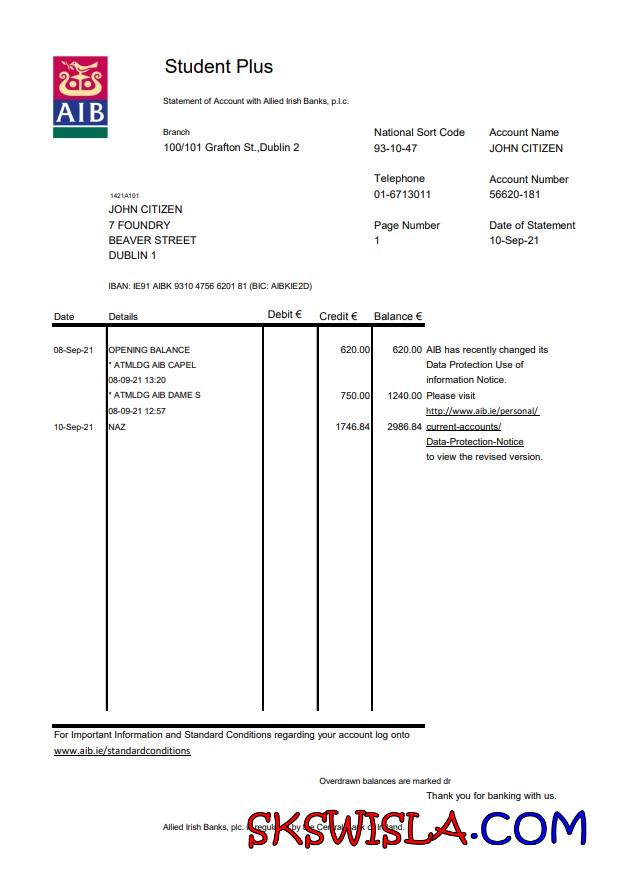 AIB
Student Plus
Statement of Account with Allied Irish Banks, p.l.c.
Branch
100/101 Grafton St.,Dublin 2
National Sort Code
93-10-47
Account Name
JOHN CITIZEN
Telephone
01-6713011
Account Number
56620-181
1421A101
JOHN CITIZEN
7 FOUNDRY
BEAVER STREET
DUBLIN 1
Page Number
1
Date of Statement
10-Sep-21
IBAN: IE91 AIBK 9310 4756 6201 81 (BIC: AIBKIE2D)
Date Details Debit € Credit € Balance €
08-Sep-21 OPENING BALANCE 620.00 620.00
* ATMLDG AIB CAPEL
08-09-21 13:20
* ATMLDG AIB DAME S 750.00 1240.00
08-09-21 12:57
10-Sep-21 NAZ 1746.84 2986.84
AIB has recently changed its
Data Protection Use of
information Notice.
Please visit
http://www.aib.ie/personal/
current-accounts/
Data-Protection-Notice
to view the revised version.
For Important Information and Standard Conditions regarding your account log onto
www.aib.ie/standardconditions
Overdrawn balances are marked dr
Thank you for banking with us.
Allied Irish Banks, plc. is regulated by the Central Bank of Ireland.
SKSWISLA.COM